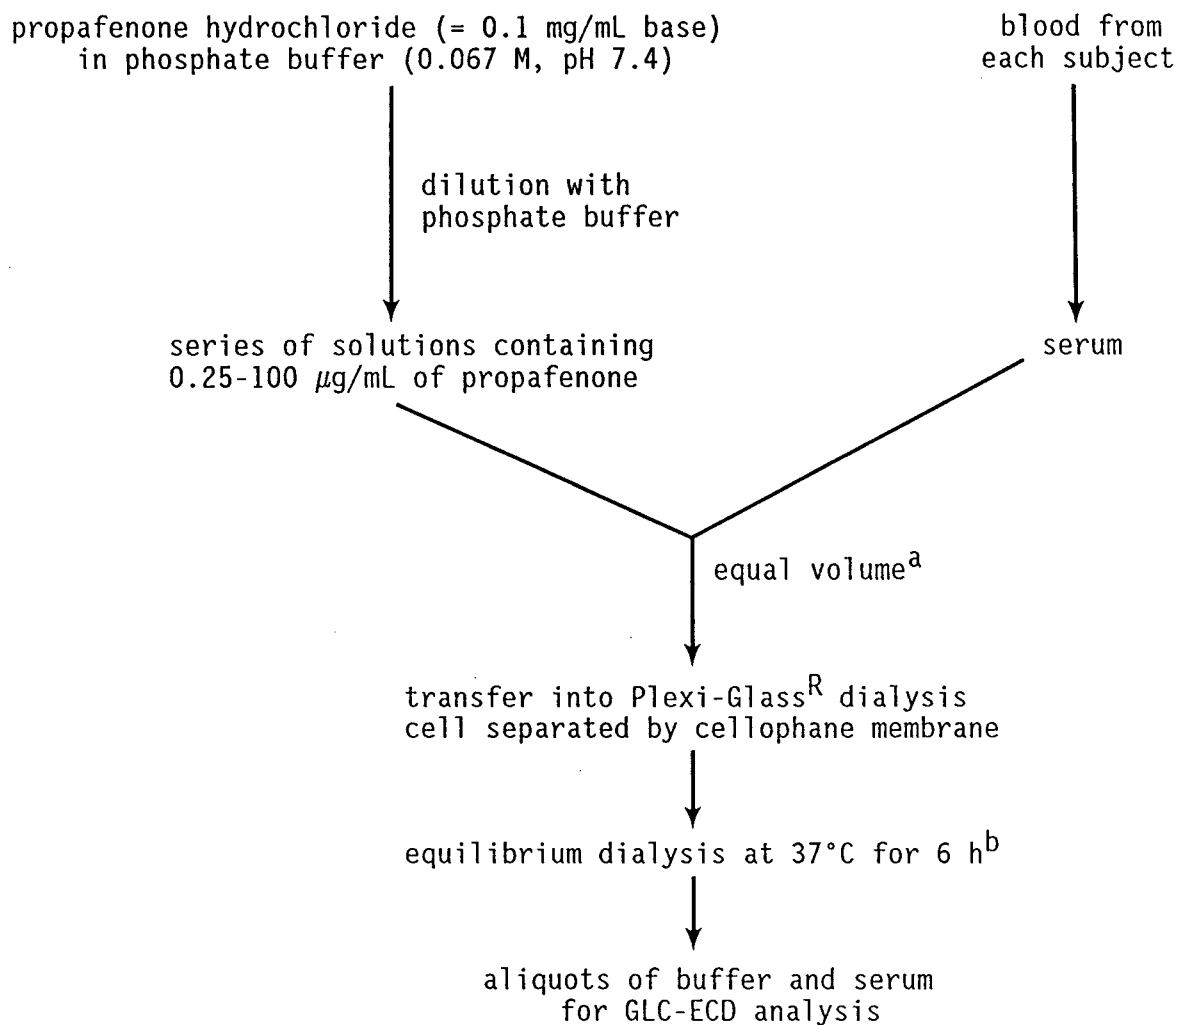 propafenone hydrochloride (= 0.1 mg/mL base)
in phosphate buffer (0.067 M, pH 7.4)
blood from
each subject
dilution with
phosphate buffer
series of solutions containing
0.25-100 µg/mL of propafenone
serum
equal volumeᵃ
transfer into Plexi-Glassᴿ dialysis
cell separated by cellophane membrane
equilibrium dialysis at 37°C for 6 hᵇ
aliquots of buffer and serum
for GLC-ECD analysis